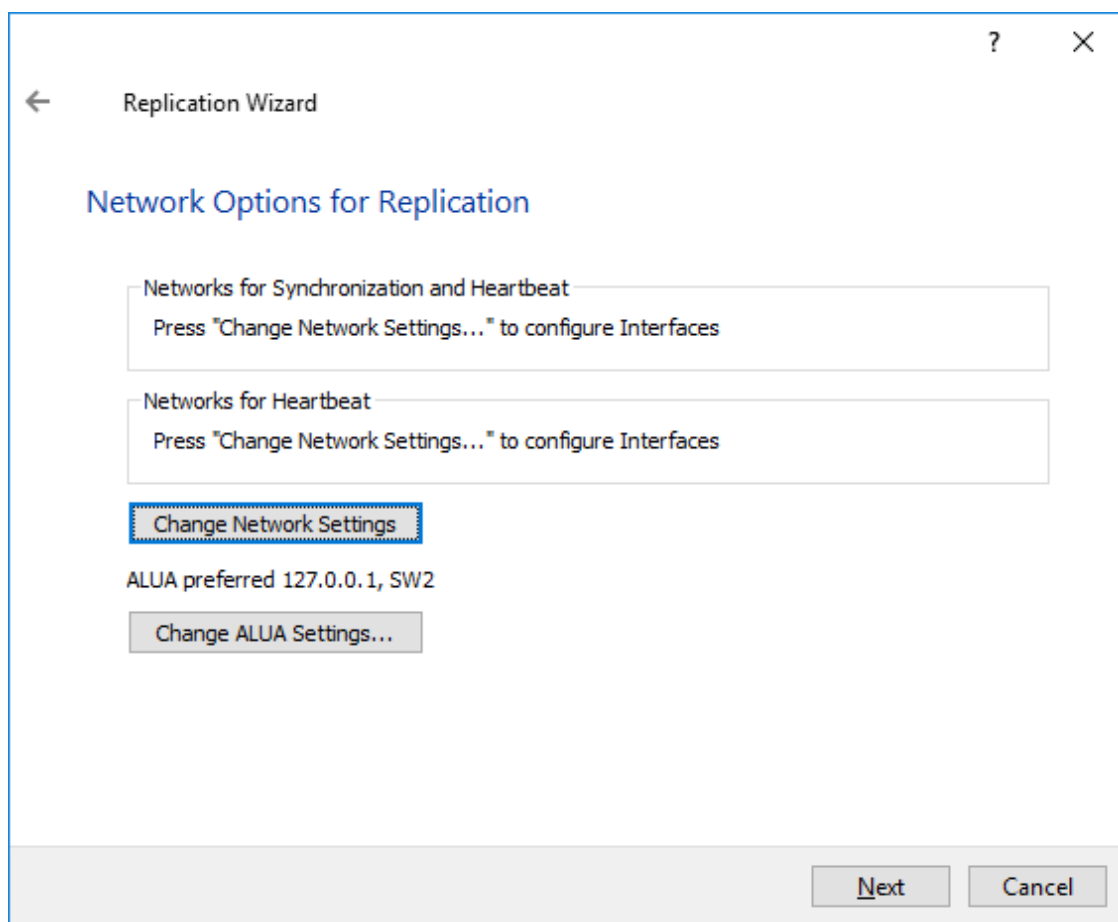 ?
Replication Wizard
Network Options for Replication
Networks for Synchronization and Heartbeat
Press "Change Network Settings..." to configure Interfaces
Networks for Heartbeat
Press "Change Network Settings..." to configure Interfaces
Change Network Settings
ALUA preferred 127.0.0.1, SW2
Change ALUA Settings...
Next Cancel